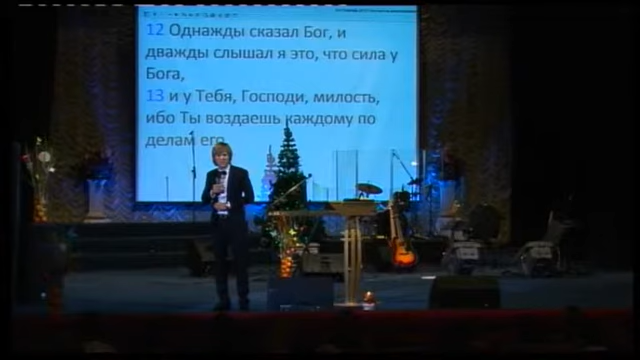 12 Однажды сказал Бог, и
дважды слышал я это, что сила у
Бога,
13 и у Тебя, Господи, милость,
ибо Ты воздаешь каждому по
делам его